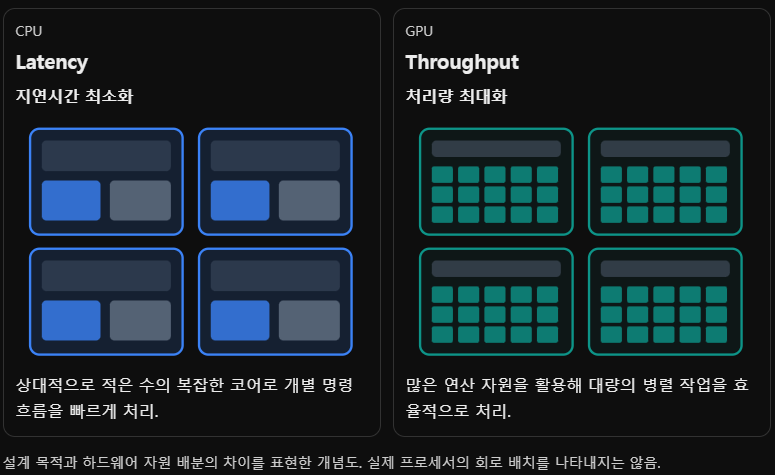 CPU
Latency
지연시간 최소화
상대적으로 적은 수의 복잡한 코어로 개별 명령
흐름을 빠르게 처리.
GPU
Throughput
처리량 최대화
많은 연산 자원을 활용해 대량의 병렬 작업을 효
율적으로 처리.
설계 목적과 하드웨어 자원 배분의 차이를 표현한 개념도. 실제 프로세서의 회로 배치를 나타내지는 않음.